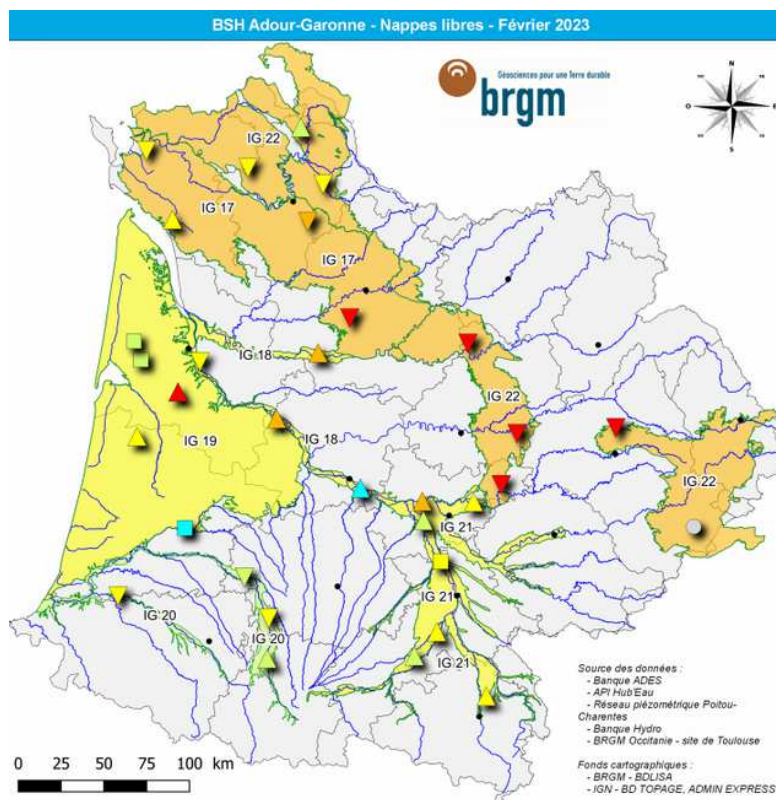 BSH Adour-Garonne - Nappes libres - Février 2023
Géosciences pour une Terre durable
brgm
N
O
E
S
IG 22
IG 17
IG 17
IG 18
IG 22
IG 19
IG 18
IG 22
IG 21
IG 20
IG 20
IG 21
IG 21
Source des données :
- Banque ADES
- API Hub'Eau
- Réseau piézometrique Poitou-
Charentes
- Banque Hydro
- BRGM Occitanie - site de Toulouse
Fonds cartographiques :
- BRGM - BDLISA
- IGN - BD TOPAGE, ADMIN EXPRESS
0 25 50 75 100 km